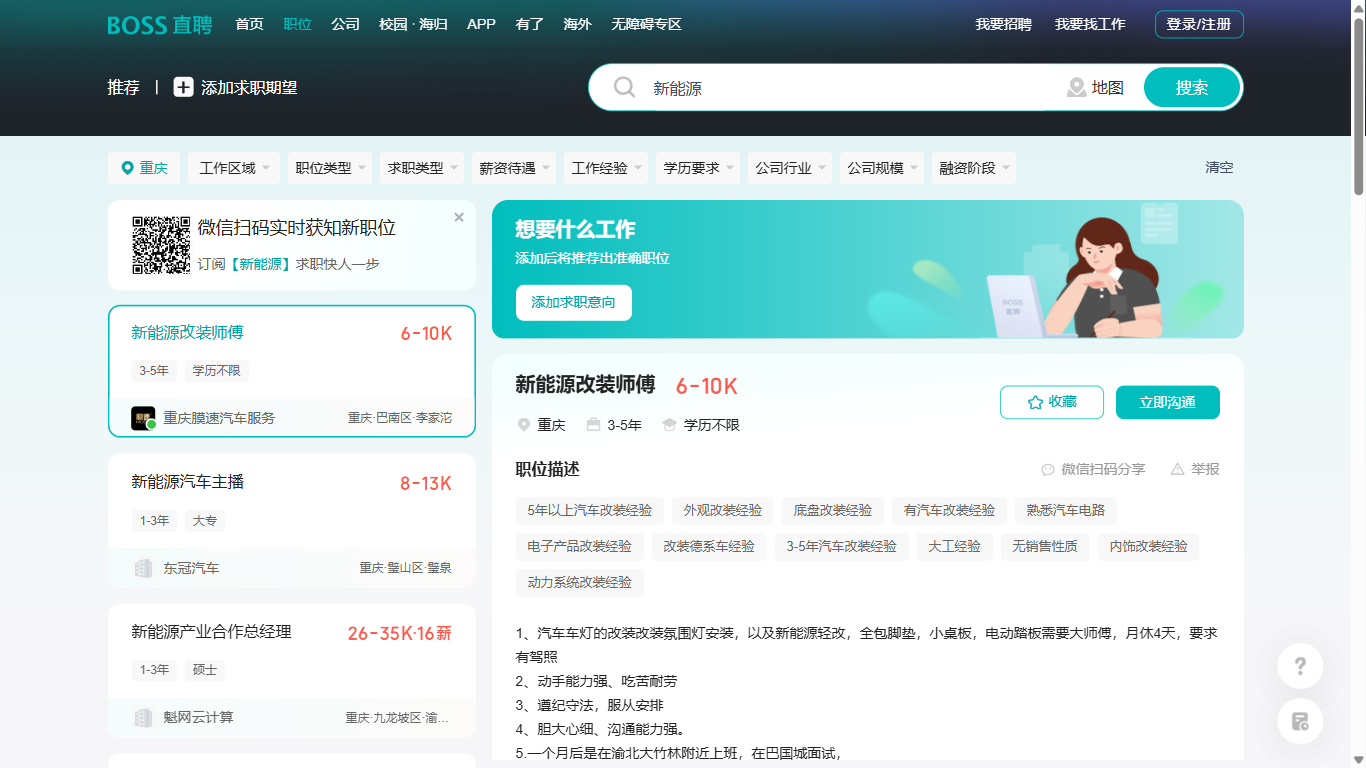 BOSS 直聘 首页 职位 公司 校园 · 海归 APP 有了 海外 无障碍专区 我要招聘 我要找工作 登录/注册
推荐 添加求职期望 新能源 地图 搜索
重庆 工作区域 职位类型 求职类型 薪资待遇 工作经验 学历要求 公司行业 公司规模 融资阶段 清空
微信扫码实时获知新职位
订阅【新能源】求职快人一步
新能源改装师傅 6-10K
3-5年 学历不限
重庆膜速汽车服务 重庆·巴南区·李家沱
新能源汽车主播 8-13K
1-3年 大专
东冠汽车 重庆·璧山区·璧泉
新能源产业合作总经理 26-35K·16薪
1-3年 硕士
魁网云计算 重庆·九龙坡区·渝...
想要什么工作
添加后将推荐出准确职位
添加求职意向
BOSS
直聘
新能源改装师傅 6-10K
收藏 立即沟通
重庆 3-5年 学历不限
职位描述 微信扫码分享 举报
5年以上汽车改装经验 外观改装经验 底盘改装经验 有汽车改装经验 熟悉汽车电路
电子产品改装经验 改装德系车经验 3-5年汽车改装经验 大工经验 无销售性质 内饰改装经验
动力系统改装经验
1、汽车车灯的改装改装氛围灯安装，以及新能源轻改，全包脚垫，小桌板，电动踏板需要大师傅，月休4天，要求
有驾照
2、动手能力强、吃苦耐劳
3、遵纪守法，服从安排
4、胆大心细、沟通能力强。
5.一个月后是在渝北大竹林附近上班，在巴国城面试，